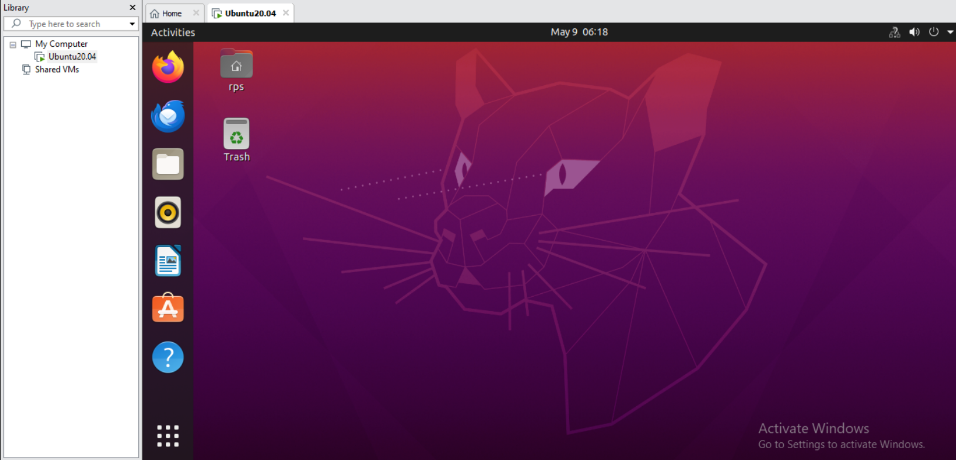 Library
Type here to search
My Computer
Ubuntu20.04
Shared VMs
Home
Ubuntu20.04
Activities
May 9 06:18
rps
Trash
Activate Windows
Go to Settings to activate Windows.